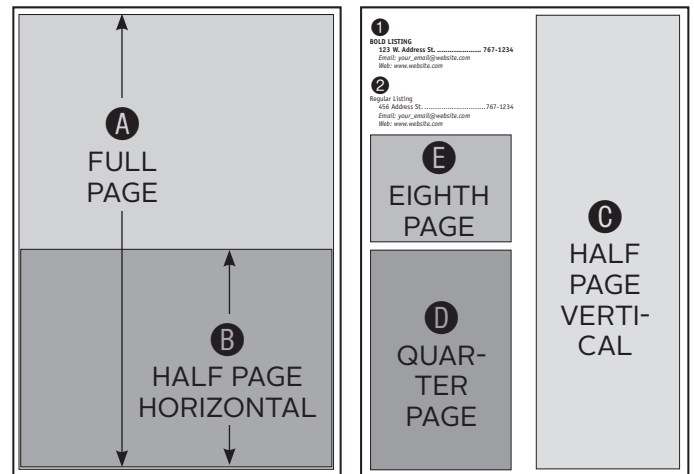 A
FULL
PAGE
B
HALF PAGE
HORIZONTAL
1
BOLD LISTING
123 W. Address St. ...................... 767-1234
Email: your_email@website.com
Web: www.website.com
2
Regular Listing
456 Address St. ..............................767-1234
Email: your_email@website.com
Web: www.website.com
E
EIGHTH
PAGE
D
QUAR-
TER
PAGE
C
HALF
PAGE
VERTI-
CAL